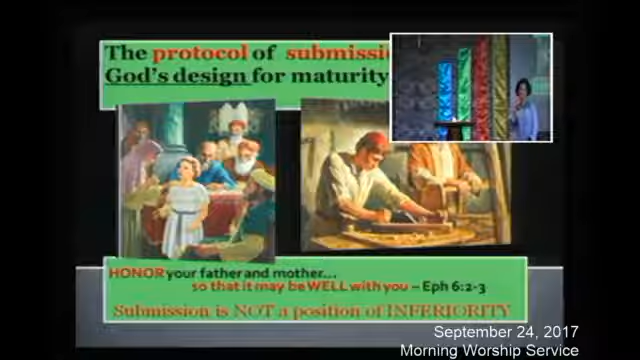 The protocol of submissi
God's design for maturity
HONOR your father and mother...
so that it may be WELL with you – Eph 6:2-3
Submission is NOT a position of INFERIORITY
September 24, 2017
Morning Worship Service